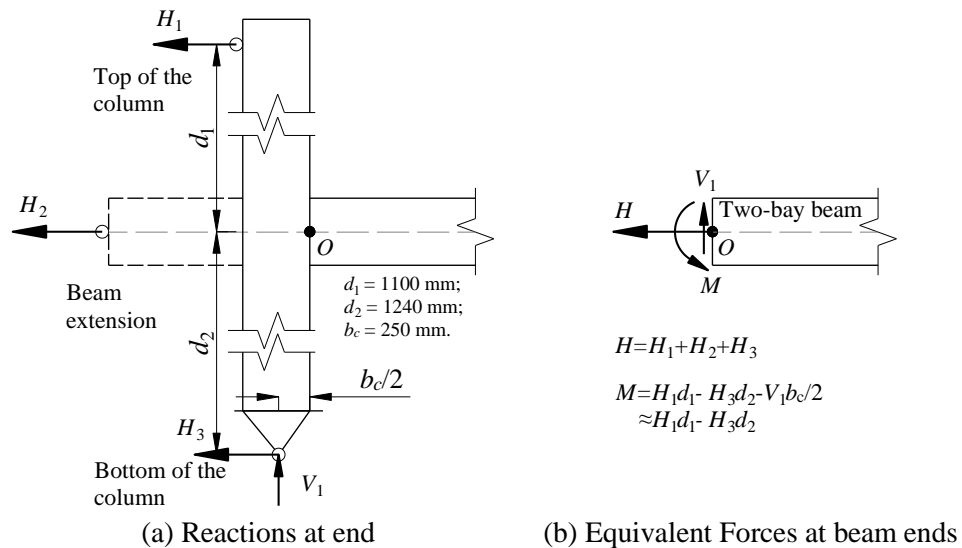 H1
Top of the
column
d1
H2
O
Beam
extension
d1 = 1100 mm;
d2 = 1240 mm;
bc = 250 mm.
d2
bc/2
H3
Bottom of the
column
V1
(a) Reactions at end
V1
H
Two-bay beam
O
M
H=H1+H2+H3
M=H1d1- H3d2-V1bc/2
≈H1d1- H3d2
(b) Equivalent Forces at beam ends